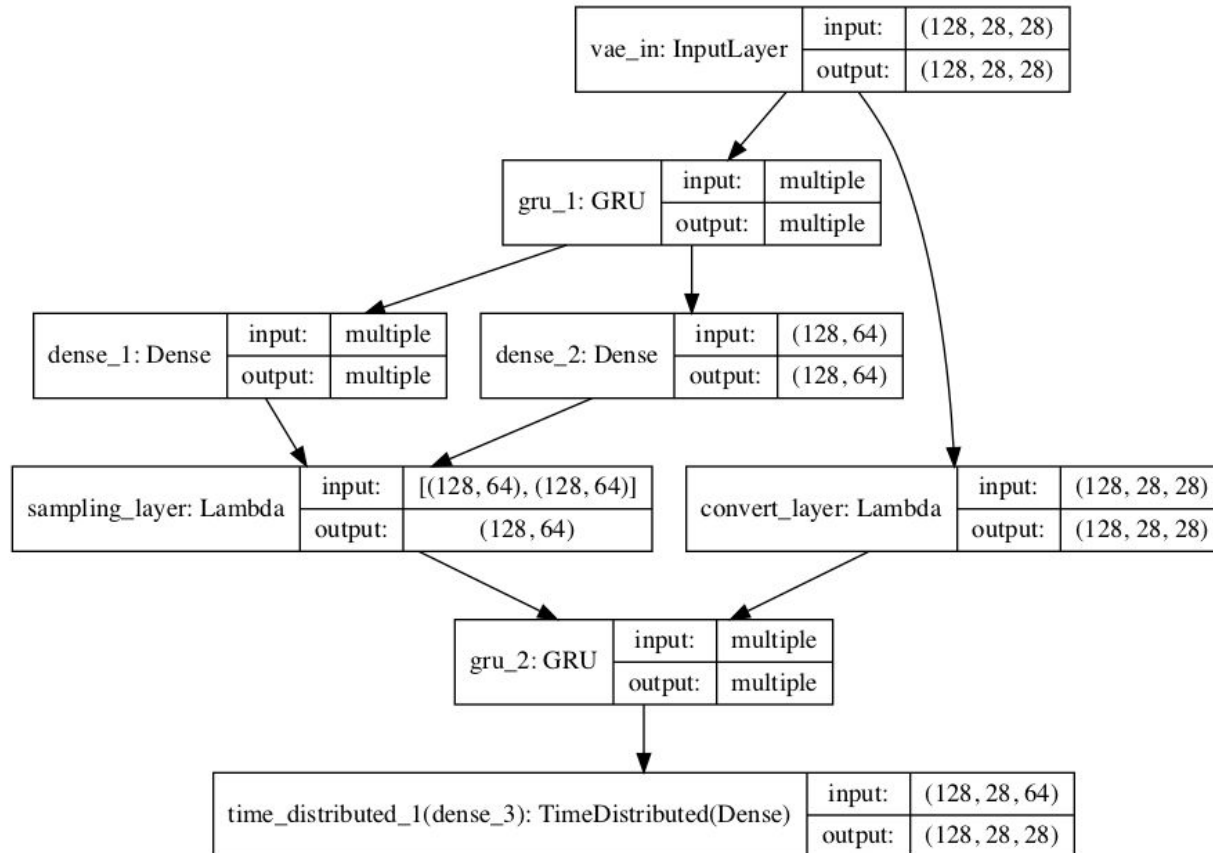 vae_in: InputLayer
input: (128, 28, 28)
output: (128, 28, 28)
gru_1: GRU
input: multiple
output: multiple
dense_1: Dense
input: multiple
output: multiple
dense_2: Dense
input: (128, 64)
output: (128, 64)
sampling_layer: Lambda
input: [(128, 64), (128, 64)]
output: (128, 64)
convert_layer: Lambda
input: (128, 28, 28)
output: (128, 28, 28)
gru_2: GRU
input: multiple
output: multiple
time_distributed_1(dense_3): TimeDistributed(Dense)
input: (128, 28, 64)
output: (128, 28, 28)